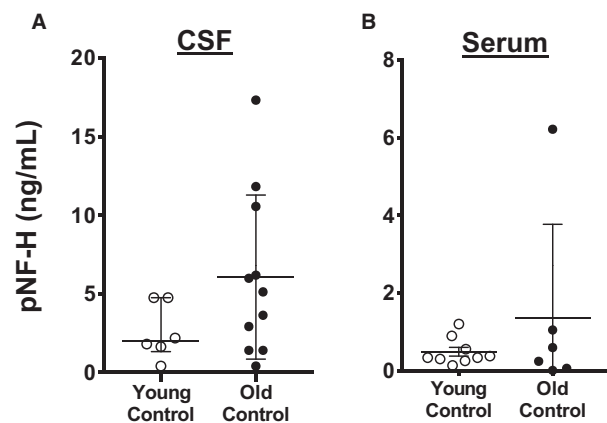 A
CSF
pNF-H (ng/mL)
20
15
10
5
0
Young
Control
Old
Control
B
Serum
8
6
4
2
0
Young
Control
Old
Control